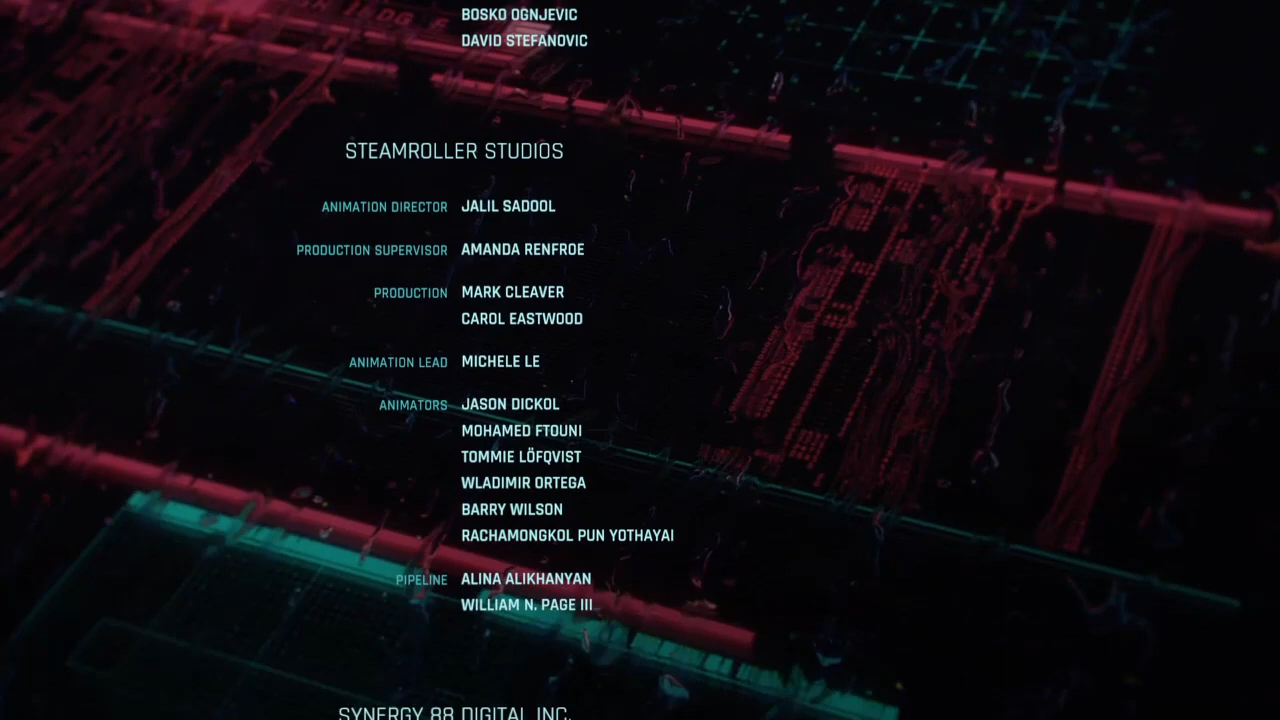 BOSKO OGNJEVIC
DAVID STEFANOVIC
STEAMROLLER STUDIOS
ANIMATION DIRECTOR JALIL SADOOL
PRODUCTION SUPERVISOR AMANDA RENFROE
PRODUCTION MARK CLEAVER
CAROL EASTWOOD
ANIMATION LEAD MICHELE LE
ANIMATORS JASON DICKOL
MOHAMED FTOUNI
TOMMIE LÖFQVIST
WLADIMIR ORTEGA
BARRY WILSON
RACHAMONGKOL PUN YOTHAYAI
PIPELINE ALINA ALIKHANYAN
WILLIAM N. PAGE III
SYNERGY 88 DIGITAL INC.